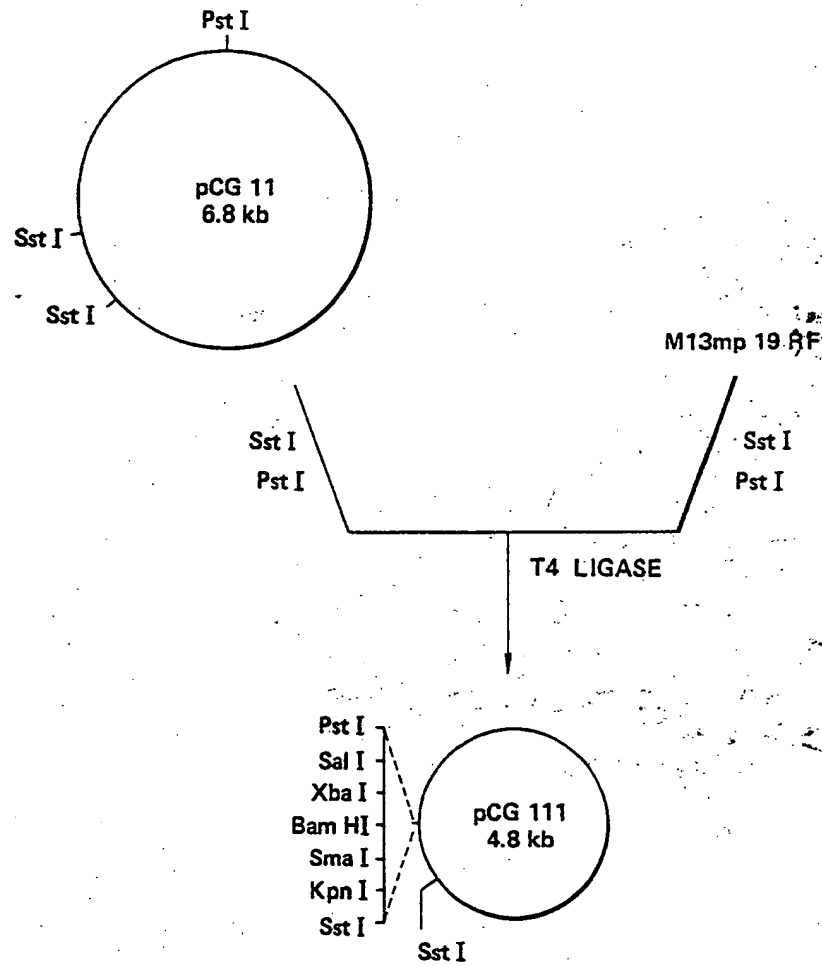 Pst I
pCG 11
6.8 kb
Sst I
Sst I
M13mp 19 RF
Sst I
Pst I
Sst I
Pst I
T4 LIGASE
Pst I
Sal I
Xba I
Bam HI
Sma I
Kpn I
Sst I
pCG 111
4.8 kb
Sst I